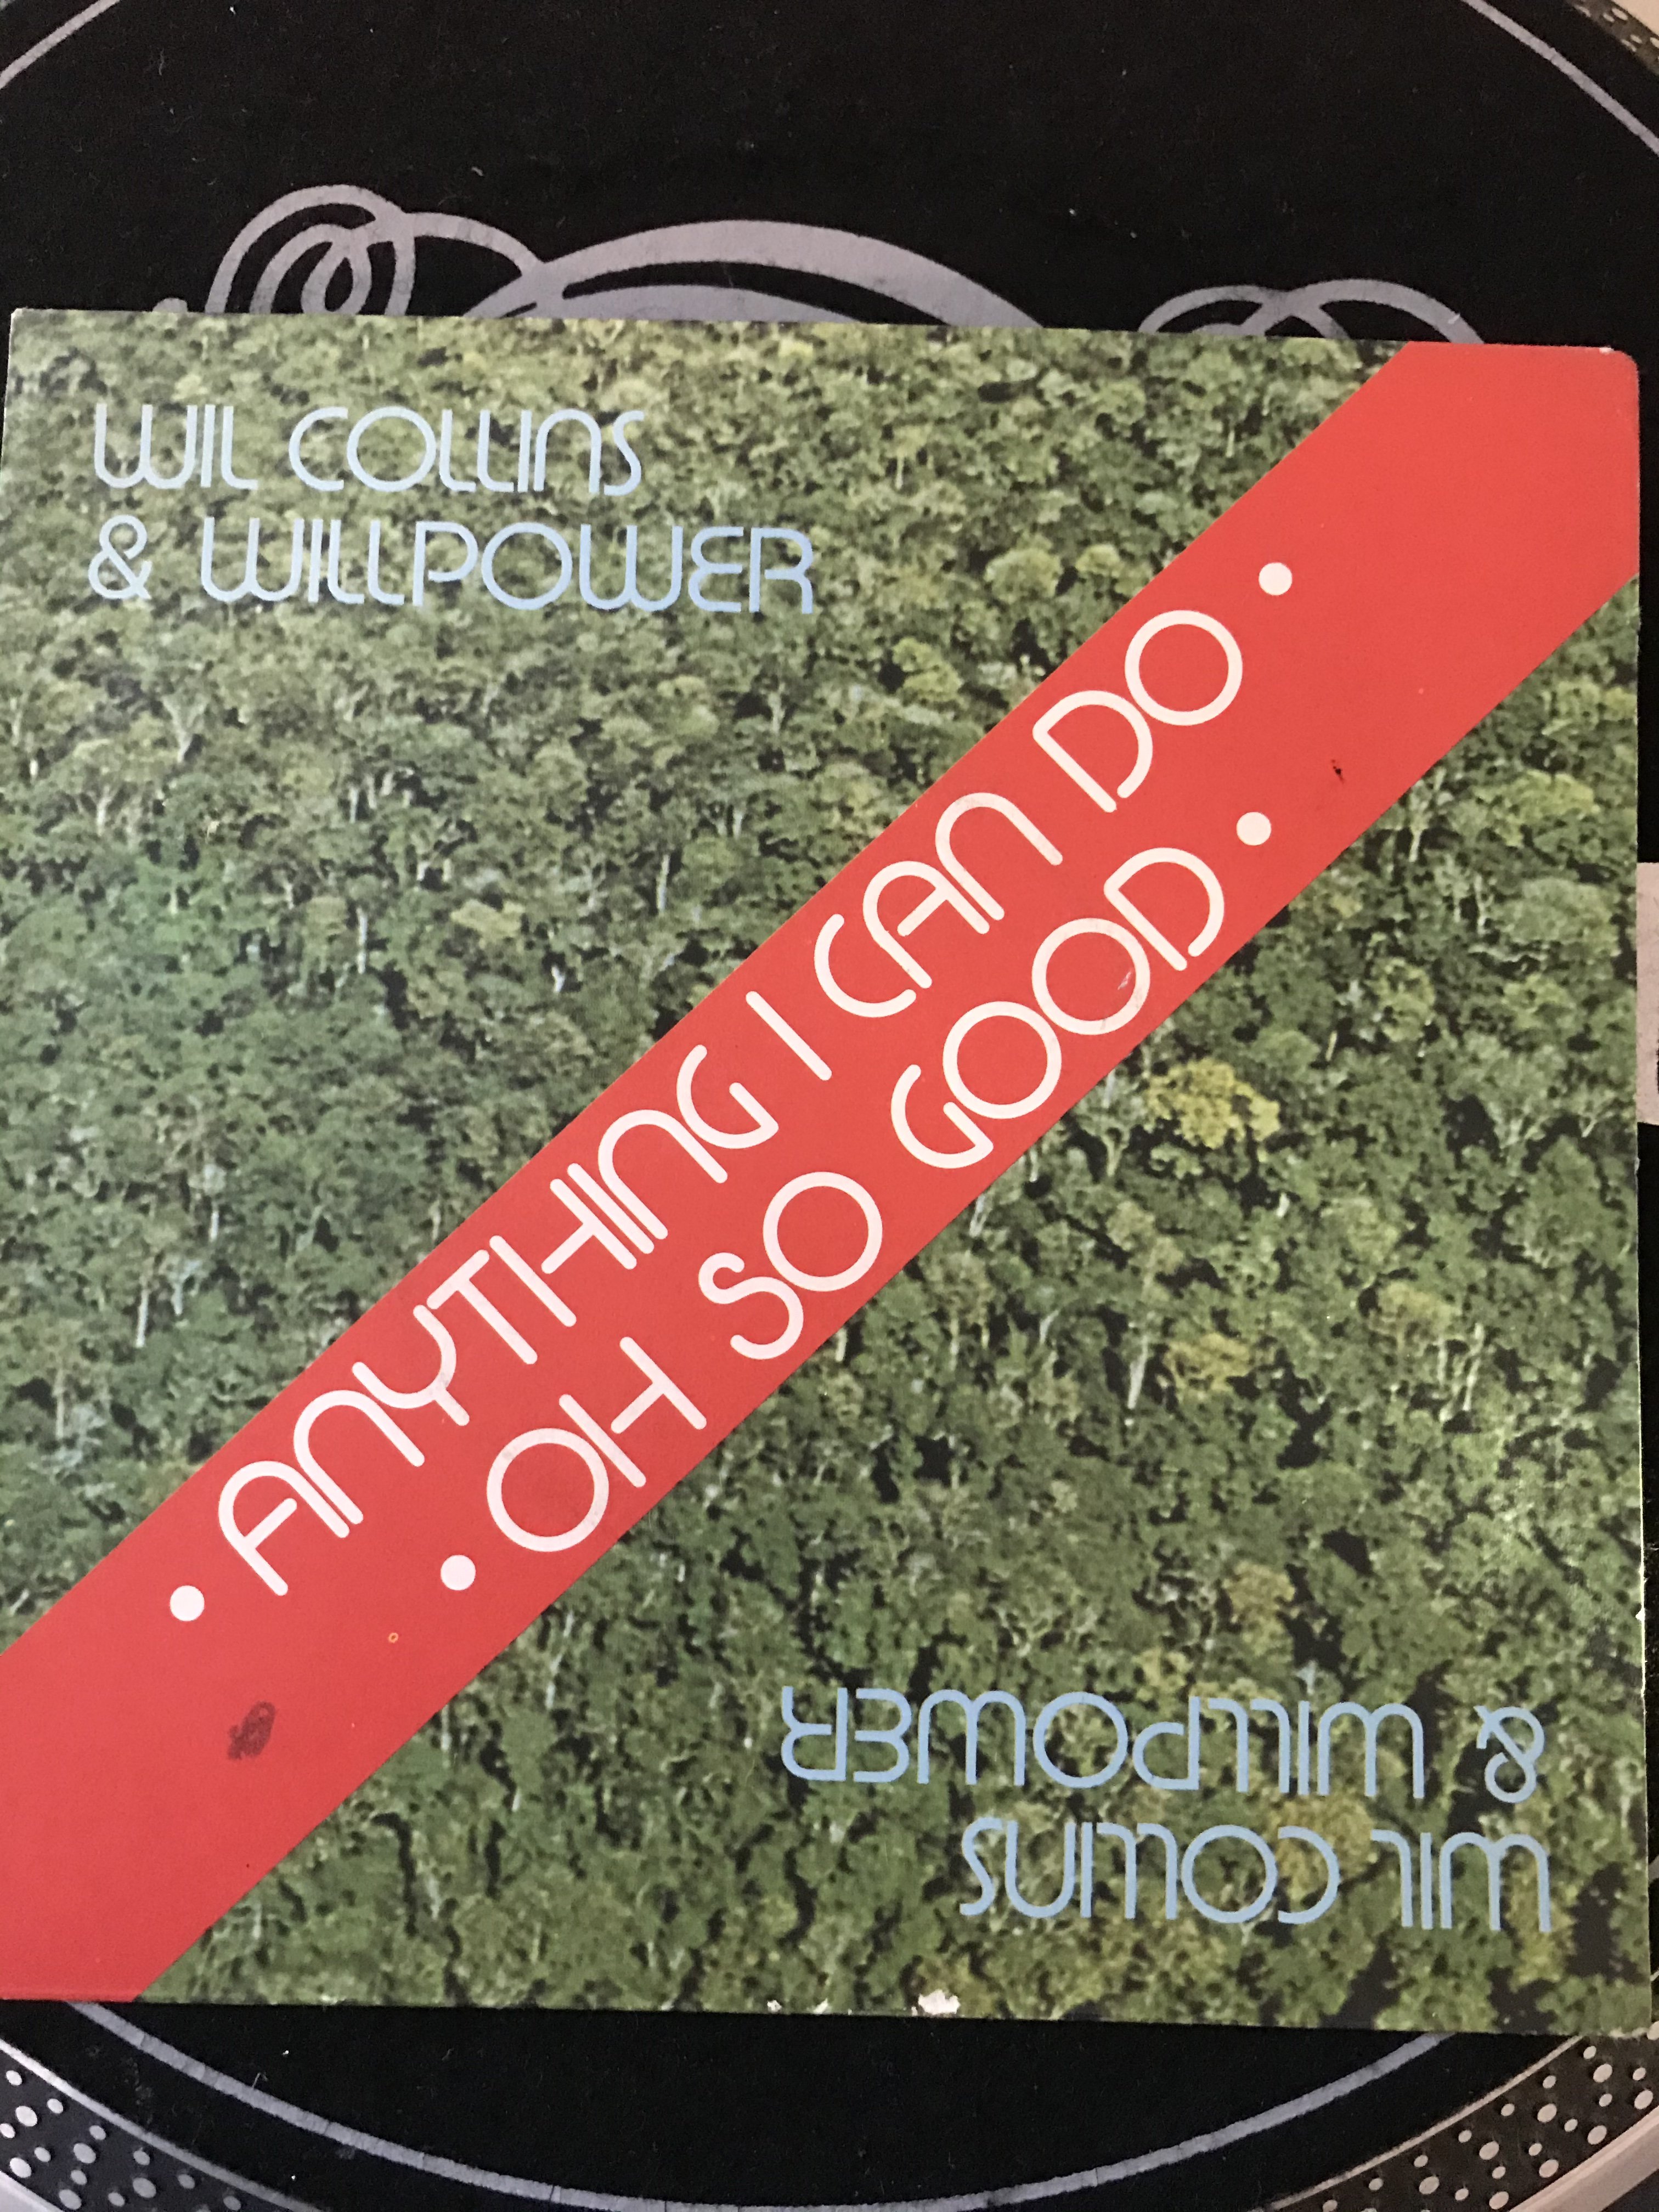 WIL COLLINS
& WILLPOWER
• ANYTHING I CAN DO •
• OH SO GOOD •
WIL COLLINS
& WILLPOWER